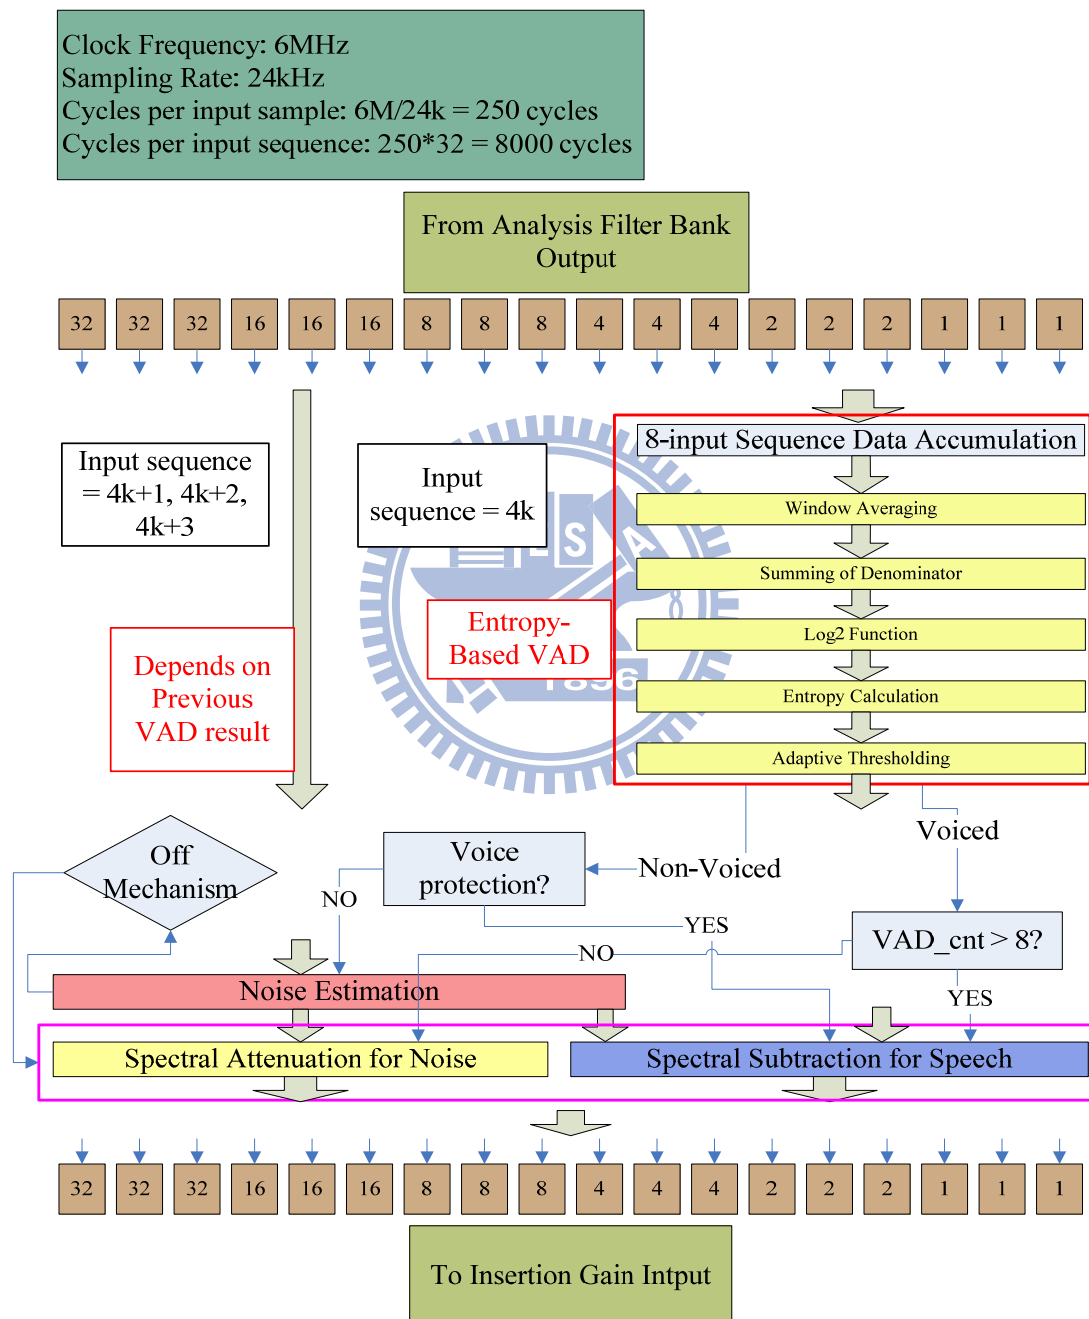 Clock Frequency: 6MHz
Sampling Rate: 24kHz
Cycles per input sample: 6M/24k = 250 cycles
Cycles per input sequence: 250*32 = 8000 cycles
From Analysis Filter Bank
Output
32 32 32 16 16 16 8 8 8 4 4 4 2 2 2 1 1 1
8-input Sequence Data Accumulation
Input sequence
= 4k+1, 4k+2,
4k+3
Input
sequence = 4k
Window Averaging
Summing of Denominator
Log2 Function
Entropy Calculation
Adaptive Thresholding
Entropy-
Based VAD
E S A
1896
Depends on
Previous
VAD result
Voiced
Non-Voiced
Off
Mechanism
Voice
protection?
NO
YES
VAD_cnt > 8?
NO
YES
Noise Estimation
Spectral Attenuation for Noise
Spectral Subtraction for Speech
32 32 32 16 16 16 8 8 8 4 4 4 2 2 2 1 1 1
To Insertion Gain Intput